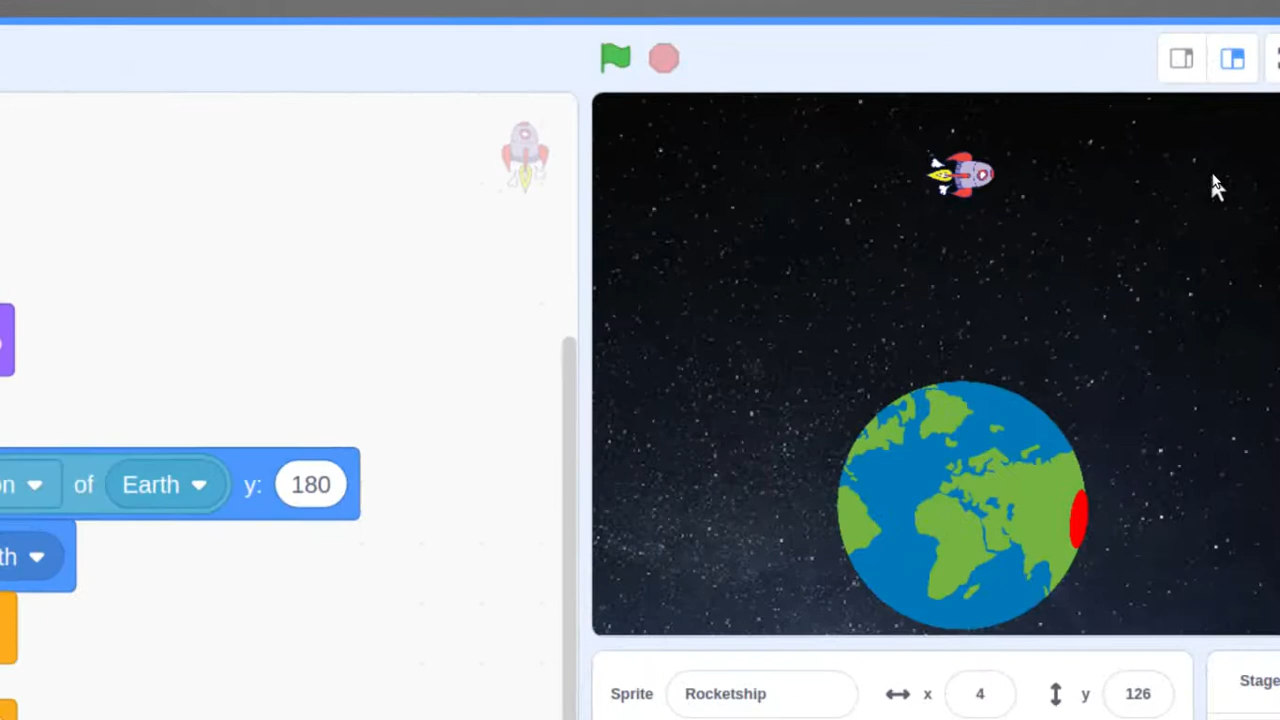 on of Earth y: 180
th
Sprite Rocketship x 4 y 126
Stage